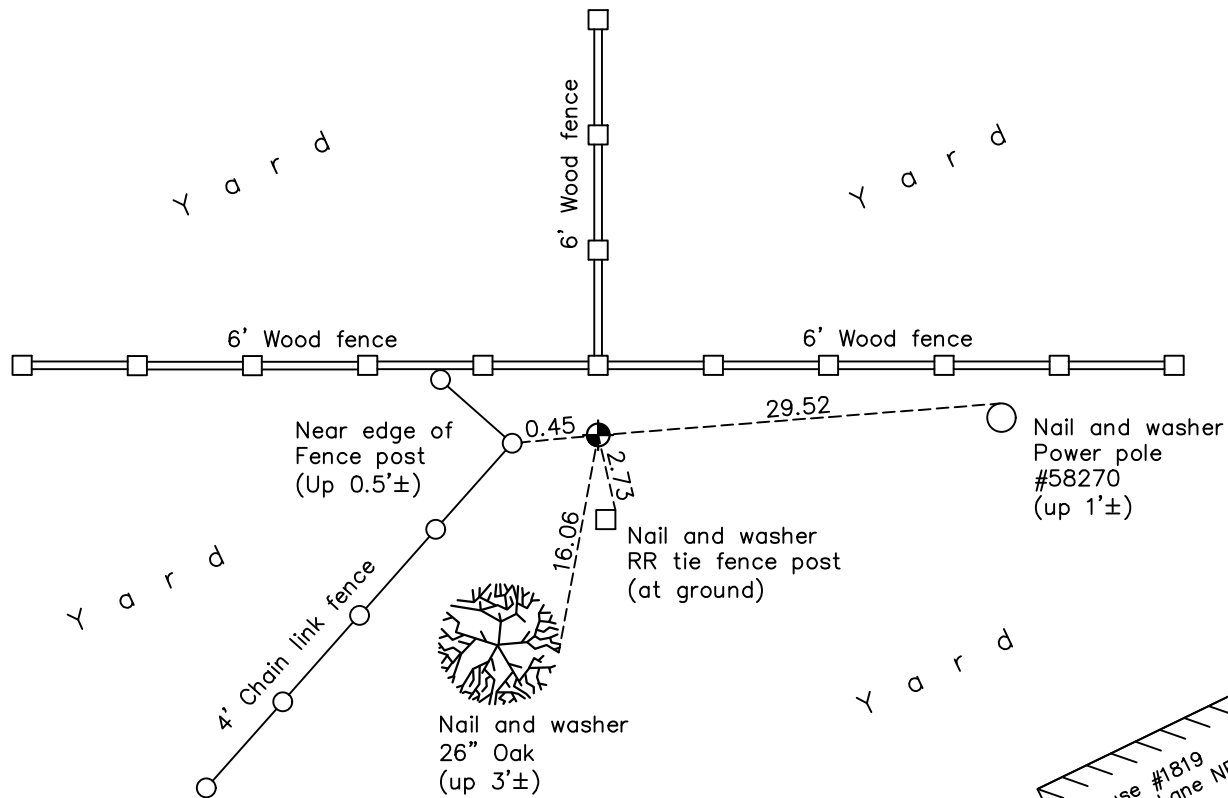 6' Wood fence
Yard
Yard
6' Wood fence
6' Wood fence
29.52
0.45
Near edge of
Fence post
(Up 0.5'±)
Nail and washer
Power pole
#58270
(up 1'±)
2.73
16.06
Nail and washer
RR tie fence post
(at ground)
Yard
4' Chain link fence
Yard
Nail and washer
26" Oak
(up 3'±)
#1819